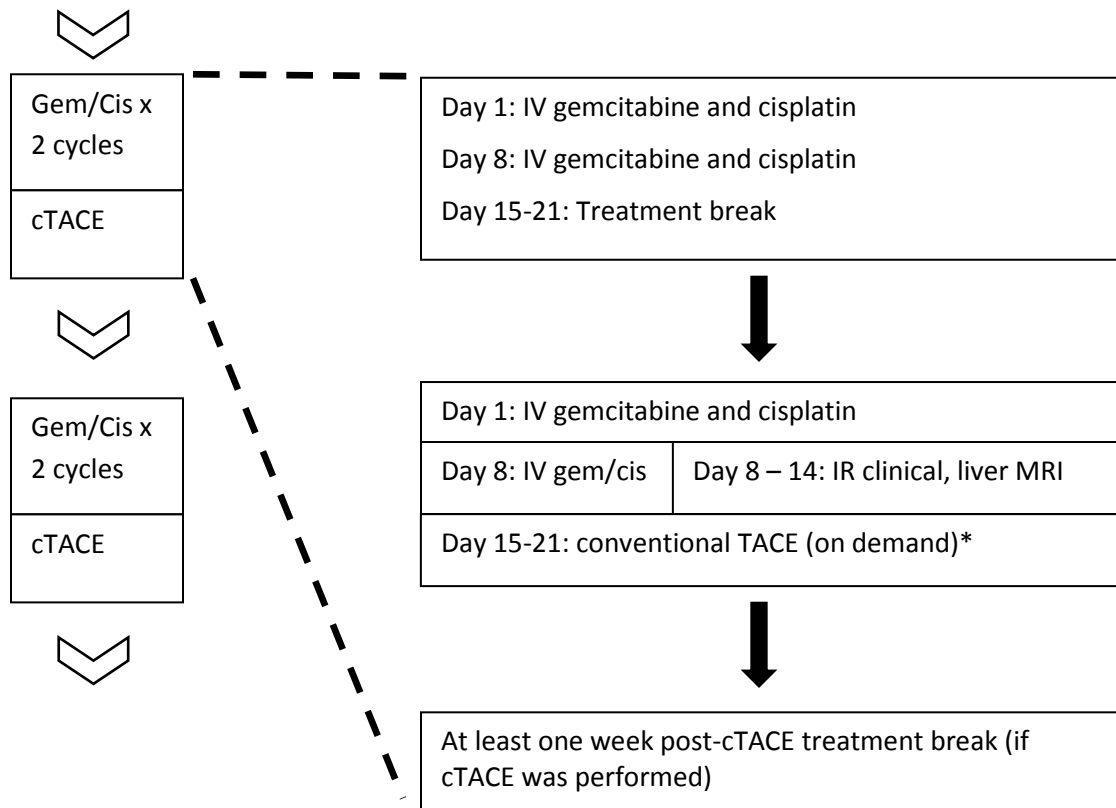 Gem/Cis x
2 cycles
cTACE
Gem/Cis x
2 cycles
cTACE
Day 1: IV gemcitabine and cisplatin
Day 8: IV gemcitabine and cisplatin
Day 15-21: Treatment break
Day 1: IV gemcitabine and cisplatin
Day 8: IV gem/cis
Day 8 – 14: IR clinical, liver MRI
Day 15-21: conventional TACE (on demand)*
At least one week post-cTACE treatment break (if
cTACE was performed)